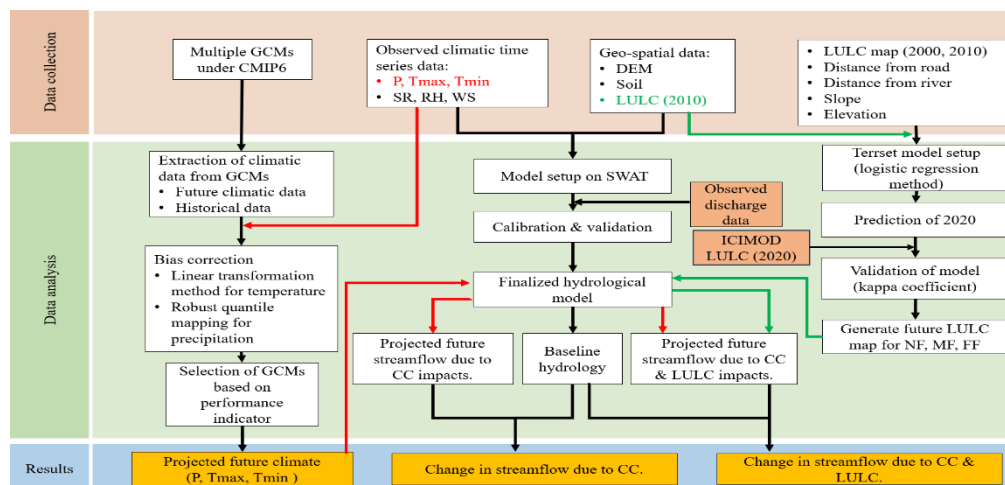 Data collection
Multiple GCMs
under CMIP6
Observed climatic time
series data:
• P, Tmax, Tmin
• SR, RH, WS
Geo-spatial data:
• DEM
• Soil
• LULC (2010)
• LULC map (2000, 2010)
• Distance from road
• Distance from river
• Slope
• Elevation
Data analysis
Extraction of climatic
data from GCMs
• Future climatic data
• Historical data
Bias correction
• Linear transformation
method for temperature
• Robust quantile
mapping for
precipitation
Selection of GCMs
based on
performance
indicator
Model setup on SWAT
Observed
discharge
data
Calibration & validation
Finalized hydrological
model
Projected future
streamflow due to
CC impacts.
Baseline
hydrology
Projected future
streamflow due to CC
& LULC impacts.
Terrset model setup
(logistic regression
method)
Prediction of 2020
ICIMOD
LULC (2020)
Validation of model
(kappa coefficient)
Generate future LULC
map for NF, MF, FF
Results
Projected future climate
(P, Tmax, Tmin )
Change in streamflow due to CC.
Change in streamflow due to CC &
LULC.